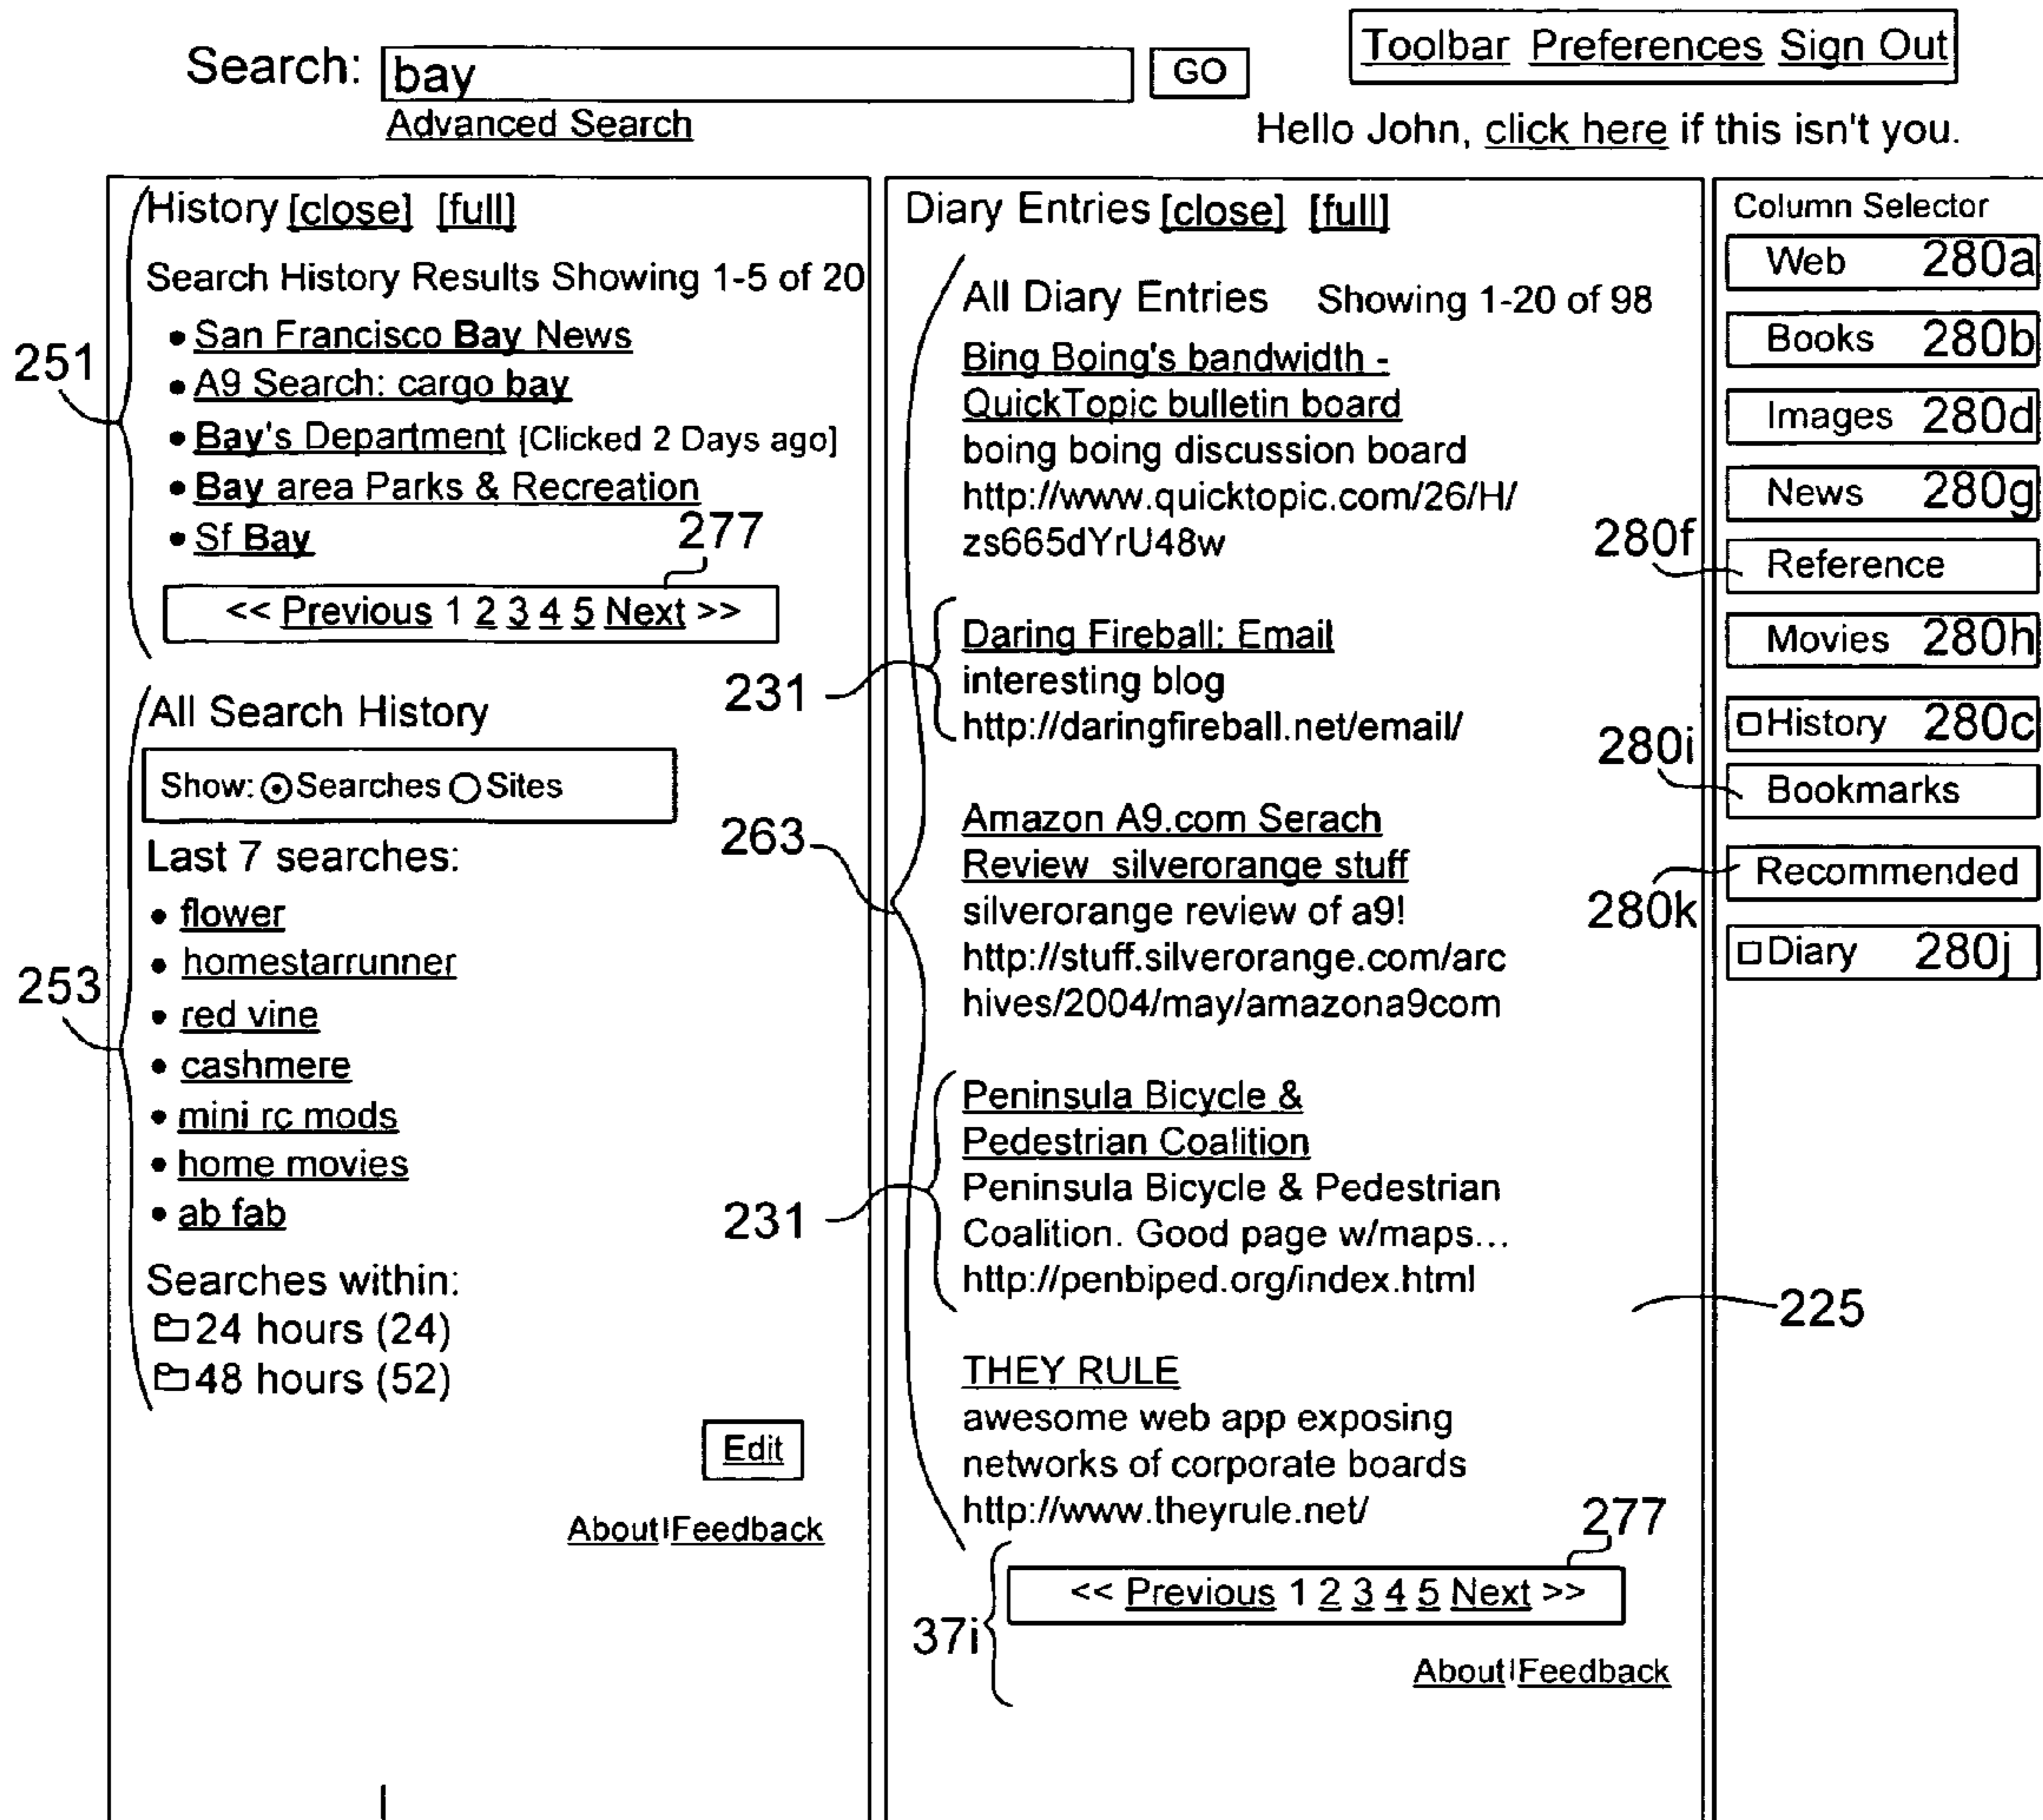 Search: bay GO
Advanced Search
Toolbar Preferences Sign Out
Hello John, click here if this isn't you.
History [close] [full]
Search History Results Showing 1-5 of 20
• San Francisco Bay News
• A9 Search: cargo bay
• Bay's Department [Clicked 2 Days ago]
• Bay area Parks & Recreation
• Sf Bay
277
<< Previous 1 2 3 4 5 Next >>
251
All Search History
Show: Searches Sites
Last 7 searches:
• flower
• homestarrunner
• red vine
• cashmere
• mini rc mods
• home movies
• ab fab
253
Searches within:
24 hours (24)
48 hours (52)
Edit
About|Feedback
Diary Entries [close] [full]
All Diary Entries Showing 1-20 of 98
Bing Boing's bandwidth -
QuickTopic bulletin board
boing boing discussion board
http://www.quicktopic.com/26/H/
zs665dYrU48w
231
Daring Fireball: Email
interesting blog
http://daringfireball.net/email/
263
Amazon A9.com Serach
Review silverorange stuff
silverorange review of a9!
http://stuff.silverorange.com/arc
hives/2004/may/amazona9com
231
Peninsula Bicycle &
Pedestrian Coalition
Peninsula Bicycle & Pedestrian
Coalition. Good page w/maps...
http://penbiped.org/index.html
225
THEY RULE
awesome web app exposing
networks of corporate boards
http://www.theyrule.net/
277
<< Previous 1 2 3 4 5 Next >>
37i
About|Feedback
Column Selector
Web 280a
Books 280b
Images 280d
News 280g
280f Reference
Movies 280h
History 280c
280i Bookmarks
Recommended
280k
Diary 280j